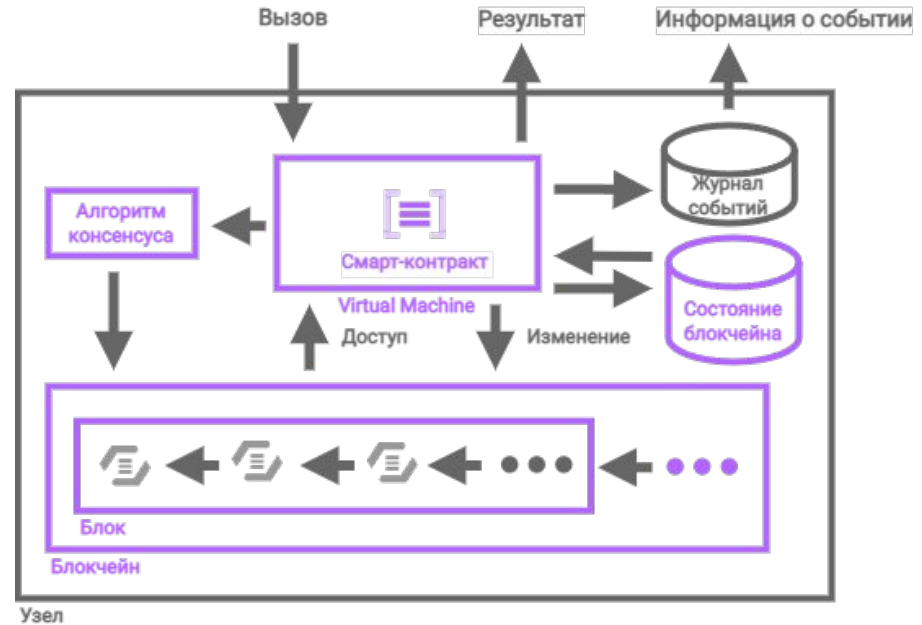 Вызов
Результат
Информация о событии
Журнал
событий
Алгоритм
консенсуса
Смарт-контракт
Virtual Machine
Состояние
блокчейна
Доступ
Изменение
Блок
Блокчейн
Узел